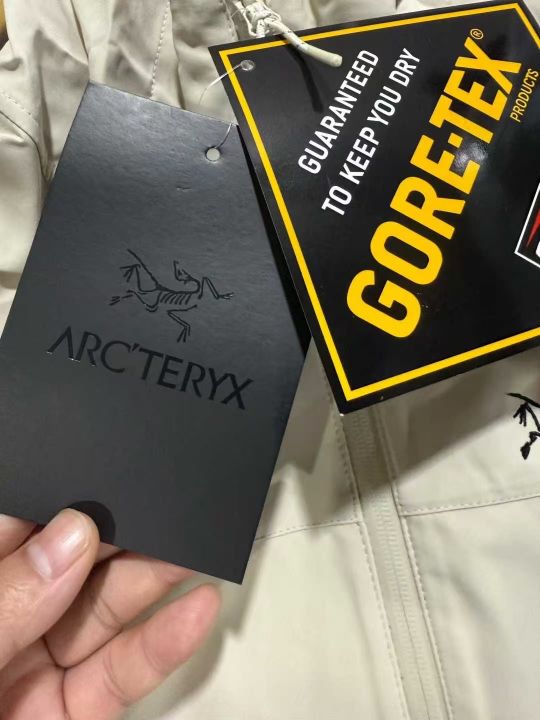 GUARANTEED
TO KEEP YOU DRY
GORE-TEX®
PRODUCTS
ARC'TERYX